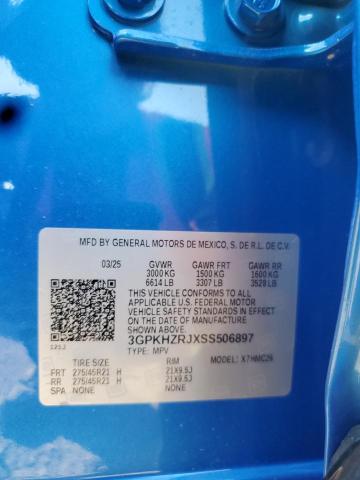 MFD BY GENERAL MOTORS DE MEXICO, S. DE R.L. DE C.V.
03/25 GVWR GAWR FRT GAWR RR
3000 KG 1500 KG 1600 KG
6614 LB 3307 LB 3528 LB
THIS VEHICLE CONFORMS TO ALL
APPLICABLE U.S. FEDERAL MOTOR
VEHICLE SAFETY STANDARDS IN EFFECT
ON THE DATE OF MANUFACTURE SHOWN ABOVE.
3GPKHZRJXSS506897
TYPE: MPV MODEL: X7HMC26
TIRE SIZE RIM
FRT 275/45R21 H 21X9.5J
RR 275/45R21 H 21X9.5J
SPA NONE NONE